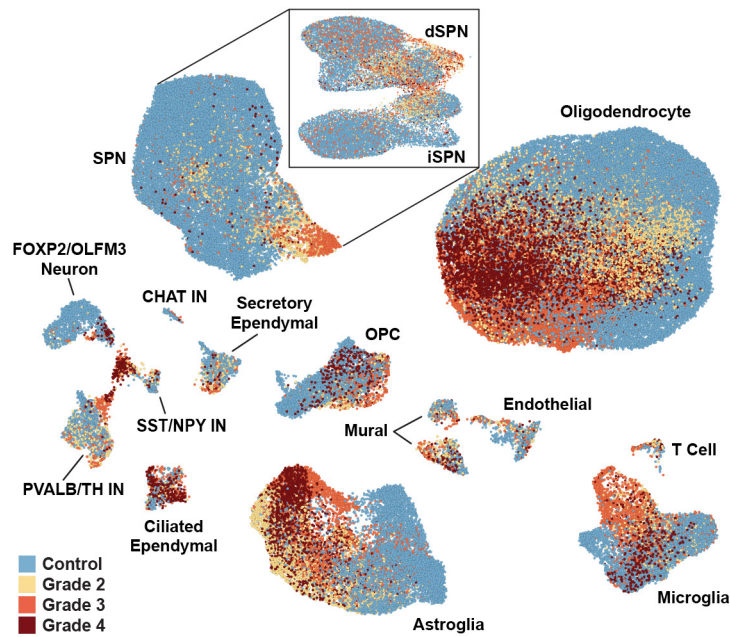 dSPN
iSPN
SPN
Oligodendrocyte
FOXP2/OLFM3
Neuron
CHAT IN
Secretory
Ependymal
OPC
SST/NPY IN
PVALB/TH IN
Ciliated
Ependymal
Mural
Endothelial
T Cell
Microglia
Astroglia
Control
Grade 2
Grade 3
Grade 4